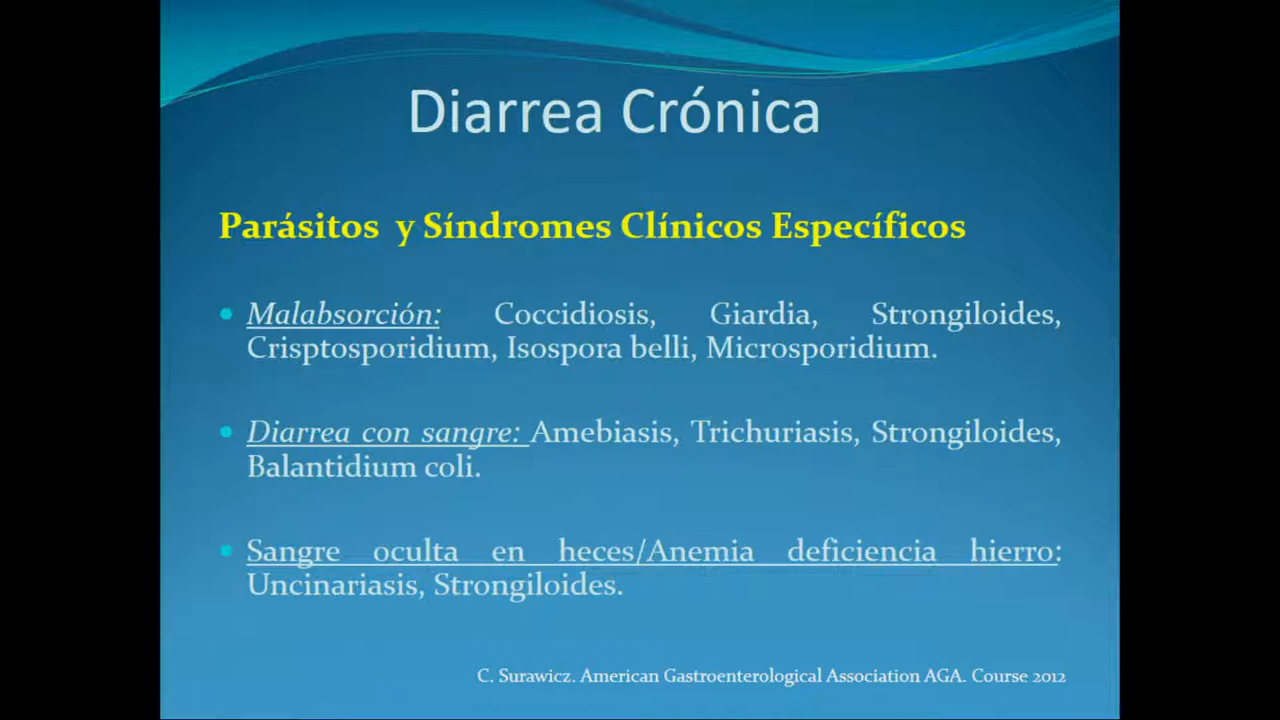 Diarrea Crónica
Parásitos y Síndromes Clínicos Específicos
Malabsorción: Coccidiosis, Giardia, Strongiloides,
Crisptosporidium, Isospora belli, Microsporidium.
Diarrea con sangre: Amebiasis, Trichuriasis, Strongiloides,
Balantidium coli.
Sangre oculta en heces/Anemia deficiencia hierro:
Uncinariasis, Strongiloides.
C. Surawicz. American Gastroenterological Association AGA. Course 2012